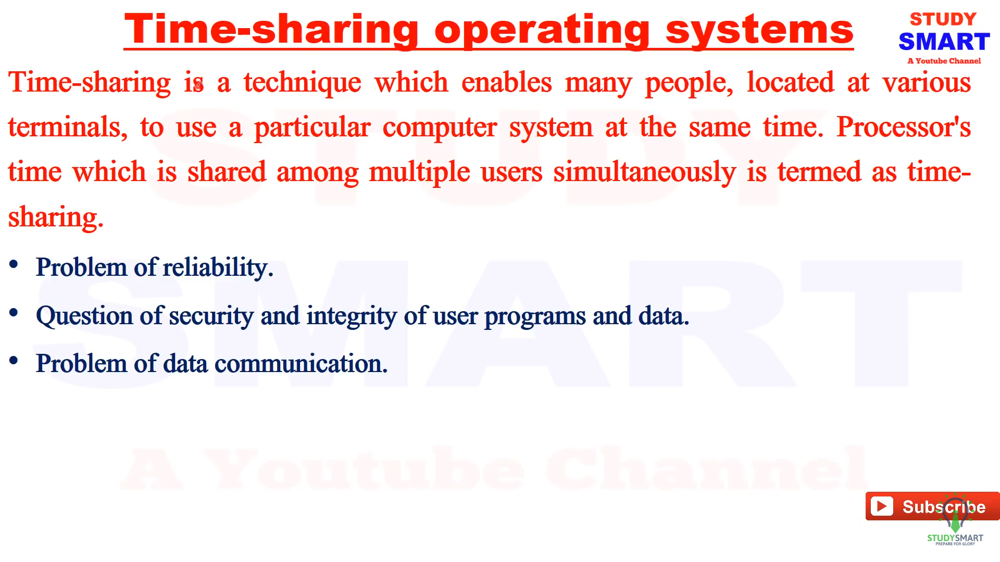 Time-sharing operating systems
STUDY
SMART
A Youtube Channel
Time-sharing is a technique which enables many people, located at various
terminals, to use a particular computer system at the same time. Processor's
time which is shared among multiple users simultaneously is termed as time-
sharing.
• Problem of reliability.
• Question of security and integrity of user programs and data.
• Problem of data communication.
STUDY
SMART
A Youtube Channel
Subscribe
STUDYSMART
PREPARE FOR GLORY